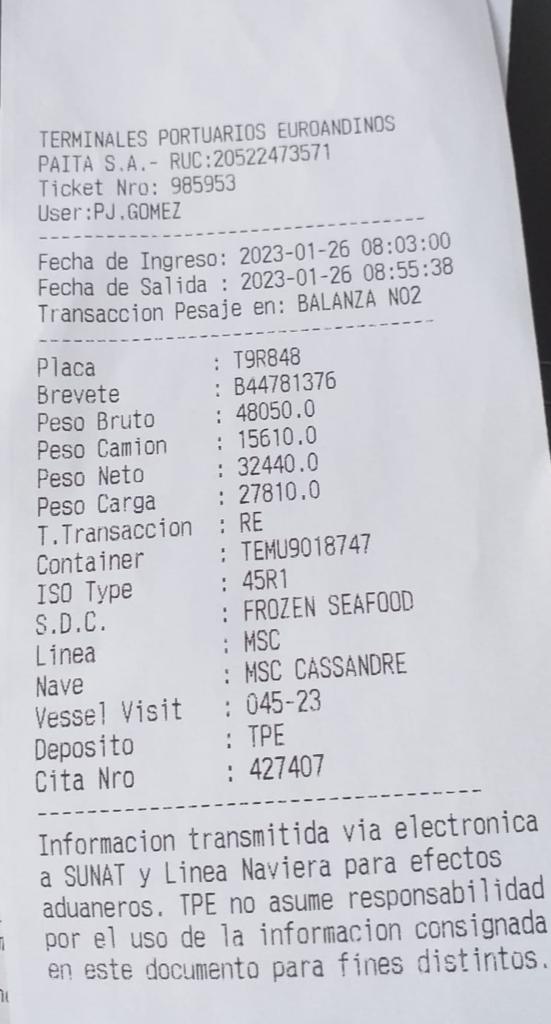 TERMINALES PORTUARIOS EUROANDINOS
PAITA S.A.- RUC:20522473571
Ticket Nro: 985953
User:PJ.GOMEZ
----------------------------------
Fecha de Ingreso: 2023-01-26 08:03:00
Fecha de Salida : 2023-01-26 08:55:38
Transaccion Pesaje en: BALANZA NO2
----------------------------------
Placa : T9R848
Brevete : B44781376
Peso Bruto : 48050.0
Peso Camion : 15610.0
Peso Neto : 32440.0
Peso Carga : 27810.0
T.Transaccion : RE
Container : TEMU9018747
ISO Type : 45R1
S.D.C. : FROZEN SEAFOOD
Linea : MSC
Nave : MSC CASSANDRE
Vessel Visit : 045-23
Deposito : TPE
Cita Nro : 427407
----------------------------------
Informacion transmitida via electronica
a SUNAT y Linea Naviera para efectos
aduaneros. TPE no asume responsabilidad
por el uso de la informacion consignada
en este documento para fines distintos.